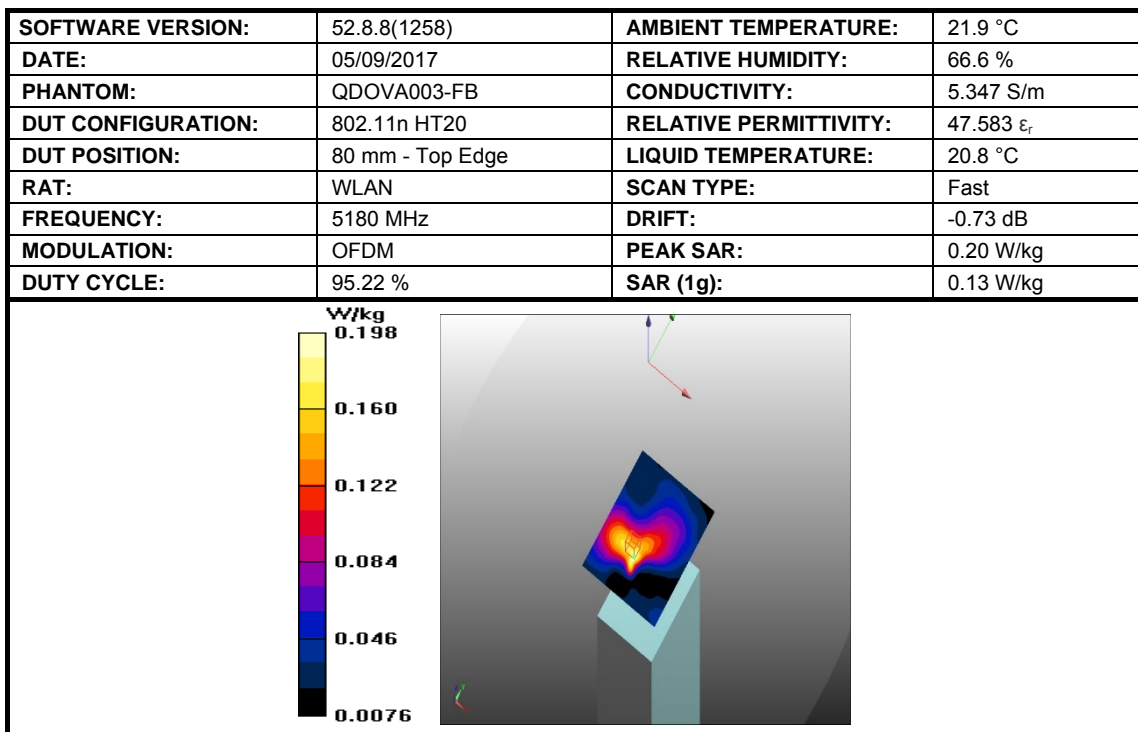 SOFTWARE VERSION: 52.8.8(1258) AMBIENT TEMPERATURE: 21.9 °C
DATE: 05/09/2017 RELATIVE HUMIDITY: 66.6 %
PHANTOM: QDOVA003-FB CONDUCTIVITY: 5.347 S/m
DUT CONFIGURATION: 802.11n HT20 RELATIVE PERMITTIVITY: 47.583 εr
DUT POSITION: 80 mm - Top Edge LIQUID TEMPERATURE: 20.8 °C
RAT: WLAN SCAN TYPE: Fast
FREQUENCY: 5180 MHz DRIFT: -0.73 dB
MODULATION: OFDM PEAK SAR: 0.20 W/kg
DUTY CYCLE: 95.22 % SAR (1g): 0.13 W/kg
W/kg
0.198
0.160
0.122
0.084
0.046
0.0076